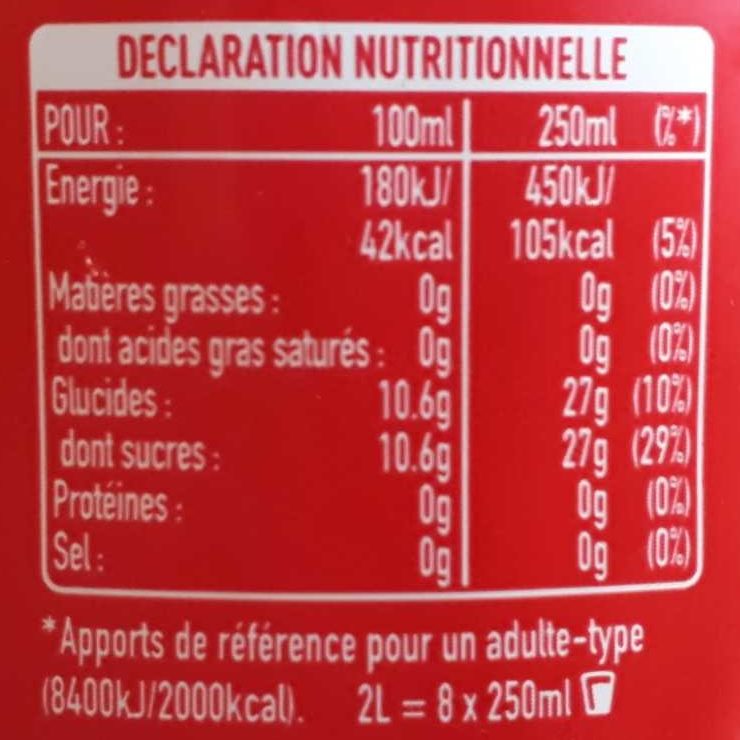 DECLARATION NUTRITIONNELLE
POUR : 100ml 250ml (%*)
Energie : 180kJ/ 450kJ/
42kcal 105kcal (5%)
Matières grasses : 0g 0g (0%)
dont acides gras saturés : 0g 0g (0%)
Glucides : 10.6g 27g (10%)
dont sucres : 10.6g 27g (29%)
Protéines : 0g 0g (0%)
Sel : 0g 0g (0%)
*Apports de référence pour un adulte-type
(8400kJ/2000kcal). 2L = 8 x 250ml